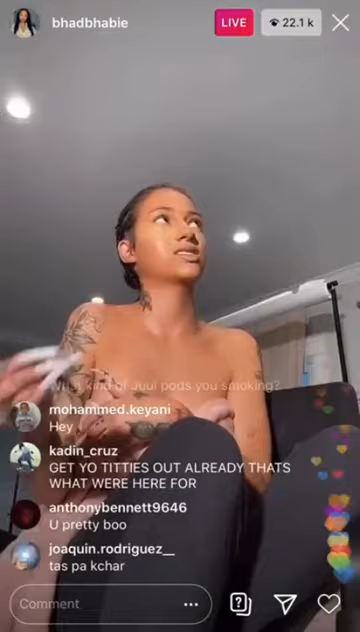 bhadbhabie
LIVE
22.1 k
What kind of Juul pods you smoking?
mohammed.keyani
Hey
kadin_cruz
GET YO TITTIES OUT ALREADY THATS
WHAT WERE HERE FOR
anthonybennett9646
U pretty boo
joaquin.rodriguez__
tas pa kchar
Comment